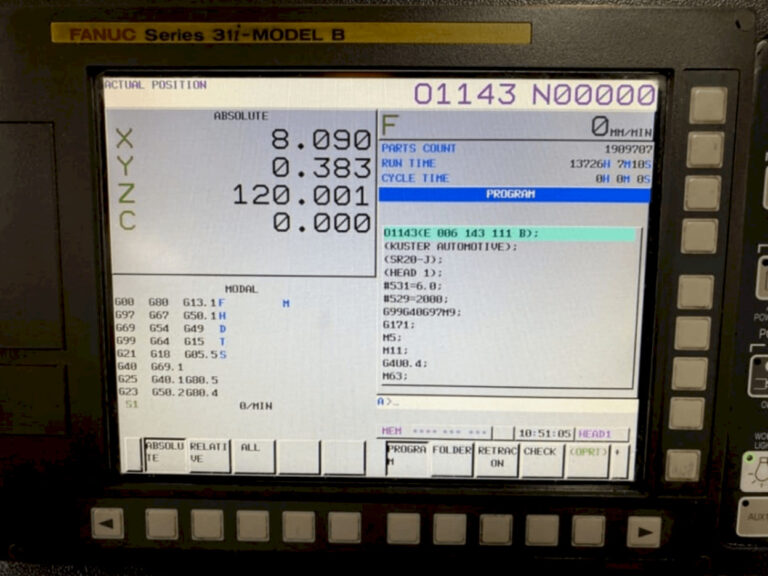 FANUC Series 31i-MODEL B
ACTUAL POSITION
O1143 N00000
ABSOLUTE
X 8.090
Y 0.383
Z 120.001
C 0.000
F 0 MM/MIN
PARTS COUNT 1909707
RUN TIME 13726H 7M10S
CYCLE TIME 0H 0M 0S
PROGRAM
O1143(E 006 143 111 B);
(KUSTER AUTOMOTIVE);
(SR20-J);
(HEAD 1);
#531=6.0;
#529=2000;
G99G40G97M9;
G171;
M5;
M11;
G4U0.4;
M63;
MODAL
G00 G80 G13.1 F M
G97 G67 G50.1 H
G69 G54 G49 D
G99 G64 G15 T
G21 G18 G05.5 S
G40 G69.1
G25 G40.1 G80.5
G23 G50.2 G80.4
S1 0/MIN
A>_
MEM **** *** *** 10:51:05 HEAD1
ABSOLUTE RELATIVE ALL
PROGRAM FOLDER RETRACTION CHECK (OPRT) +